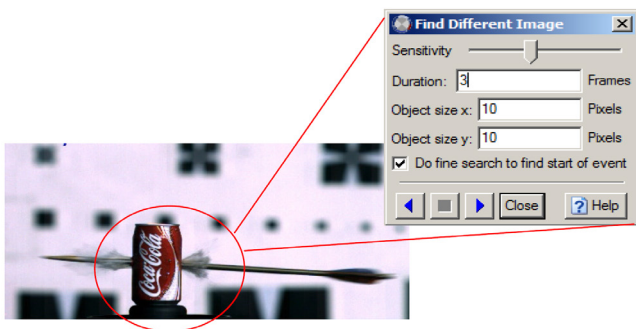 Find Different Image
Sensitivity
Duration: 3 Frames
Object size x: 10 Pixels
Object size y: 10 Pixels
Do fine search to find start of event
Close
? Help
Coca-Cola